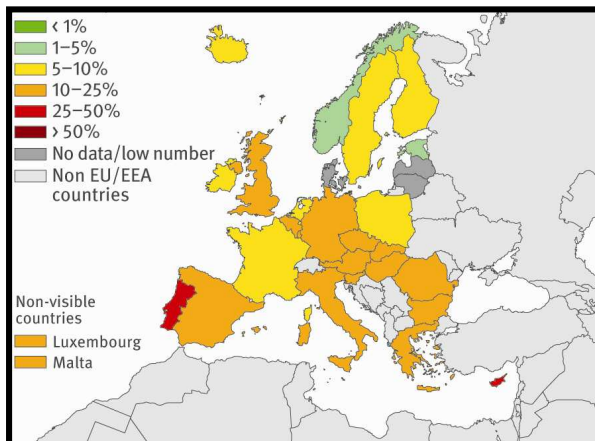 < 1%
1–5%
5–10%
10–25%
25–50%
> 50%
No data/low number
Non EU/EEA
countries
Non-visible
countries
Luxembourg
Malta